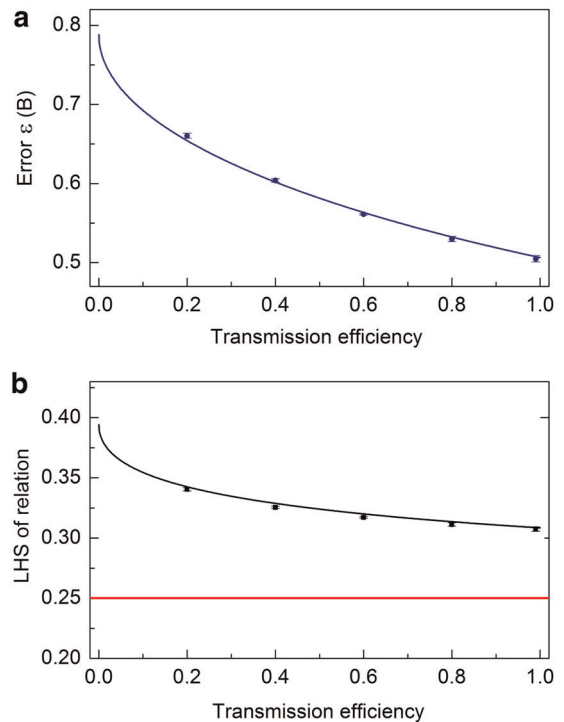 a
0.8
0.7
0.6
0.5
Error ε (B)
0.0 0.2 0.4 0.6 0.8 1.0
Transmission efficiency
b
0.40
0.35
0.30
0.25
0.20
LHS of relation
0.0 0.2 0.4 0.6 0.8 1.0
Transmission efficiency